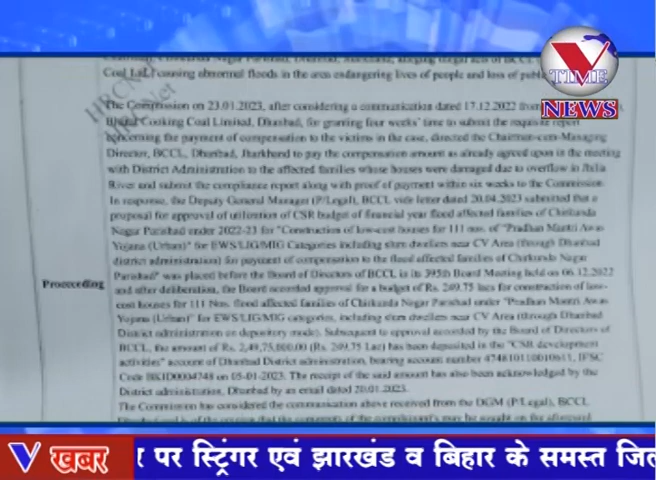 Coal Ltd. causing abnormal floods in the area endangering lives of people and loss of
V
TIME
NEWS
HRCNet
The Commission on 23.01.2023, after considering a communication dated 17.12.2022 from
Bharat Cooking Coal Limited, Dhanbad, for granting four weeks' time to submit the requisite report
concerning the payment of compensation to the victims in the case, directed the Chairman-cum-Managing
Director, BCCL, Dhanbad, Jharkhand to pay the compensation amount as already agreed upon in the meeting
with District Administration to the affected families whose houses were damaged due to overflow in
River and submit the compliance report along with proof of payment within six weeks to the Commission.
In response, the Deputy General Manager (P/Legal), BCCL vide letter dated 20.04.2023 submitted that a
proposal for approval of utilization of CSR budget of financial year flood affected families of Chirkunda
Nagar Parishad under 2022-23 for "Construction of low-cost houses for 111 nos. of "Pradhan Mantri Awas
Yojana (Urban)" for EWS/LIG/MIG Categories including slum dwellers near CV Area (through Dhanbad
district administration) for payment of compensation to the flood affected families of Chirkunda Nagar
Proceeding
Parishad" was placed before the Board of Directors of BCCL in its 395th Board Meeting held on 06.12.2022
and after deliberation, the Board accorded approval for a budget of Rs. 249.75 lacs for construction of low-
cost houses for 111 Nos. flood affected families of Chirkunda Nagar Parishad under "Pradhan Mantri Awas
Yojana (Urban)" for EWS/LIG/MIG categories, including slum dwellers near CV Area (through Dhanbad
District administration on depository mode). Subsequent to approval accorded by the Board of Directors of
BCCL, the amount of Rs. 2,49,75,000.00 (Rs. 249.75 Lac) has been deposited in the "CSR development
activities" account of Dhanbad District administration, bearing account number IFSC
Code BKID0004748 on 05-01-2023. The receipt of the said amount has also been acknowledged by the
District administration, Dhanbad by an email dated 20.01.2023.
The Commission has considered the communication above received from the DGM (P/Legal), BCCL
V खबर
र पर स्ट्रिंगर एवं झारखंड व बिहार के समस्त जिल